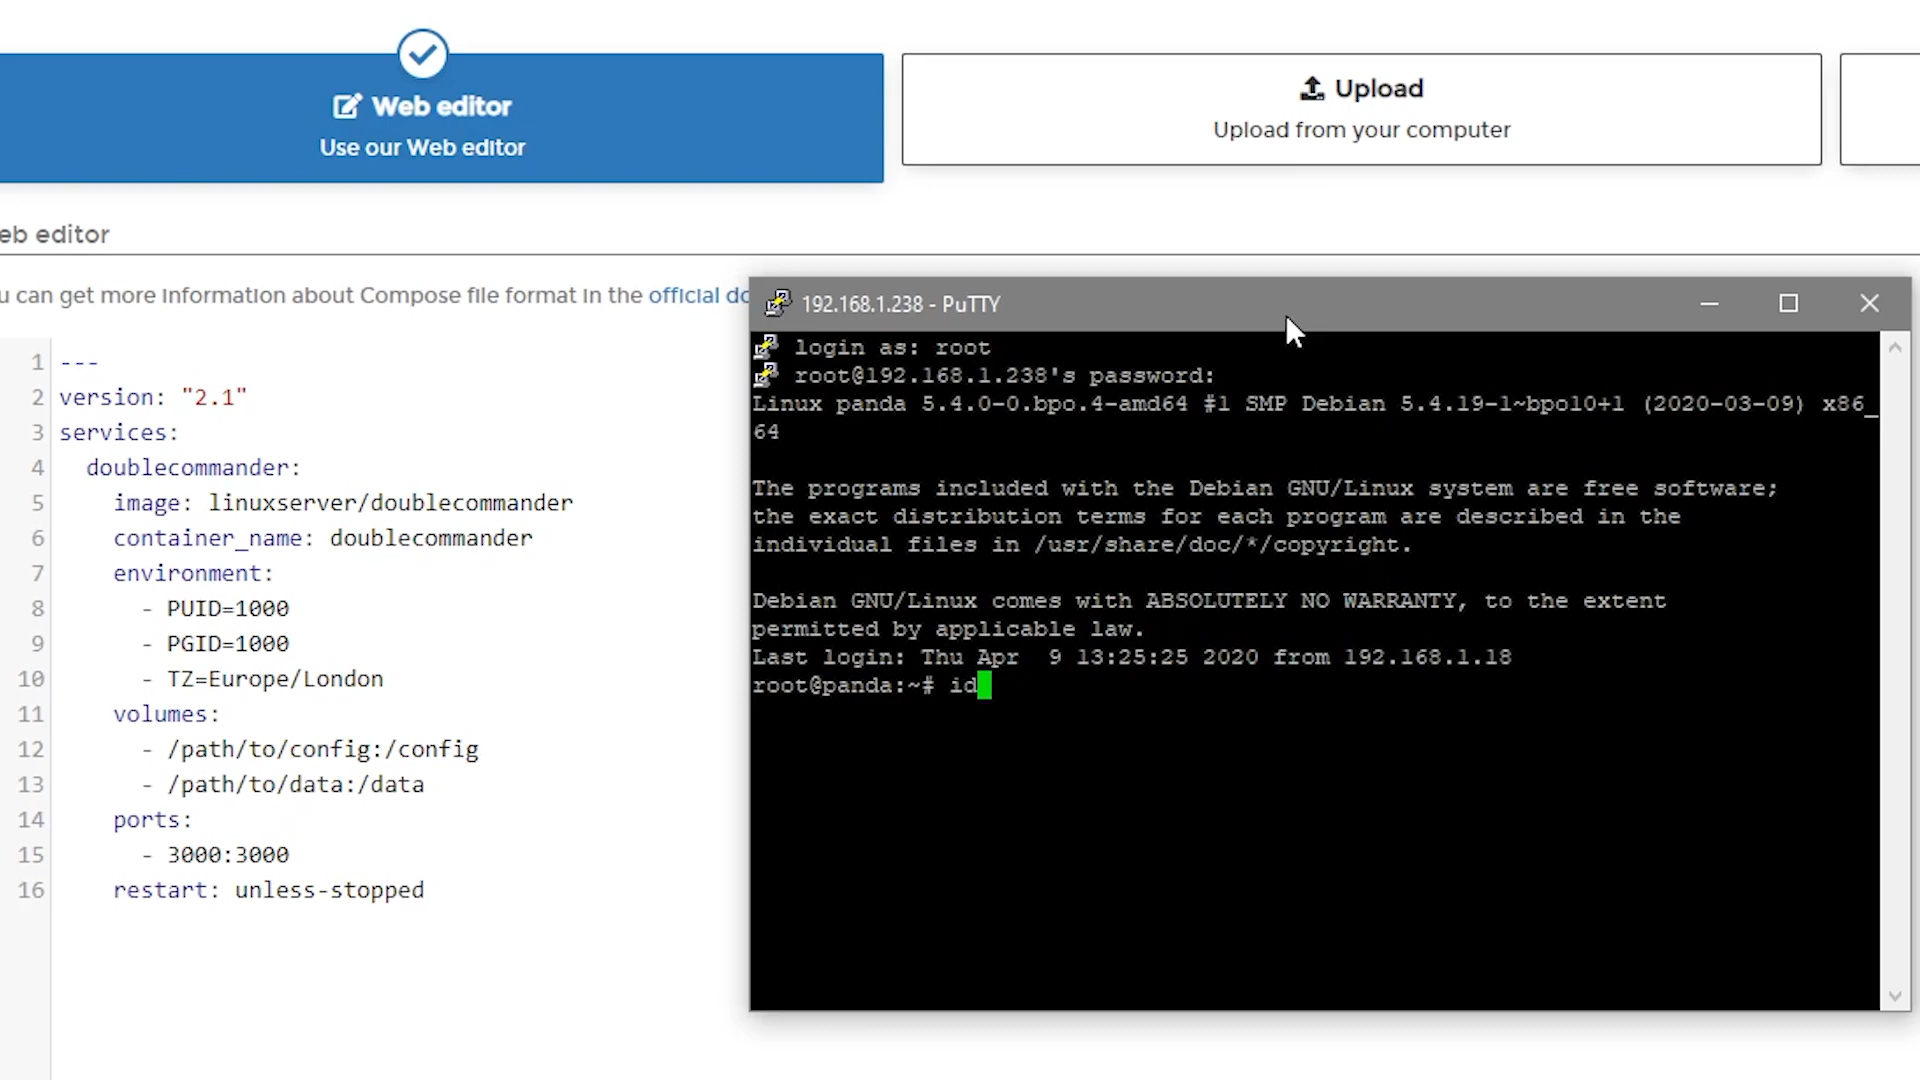 Web editor
Use our Web editor
Upload
Upload from your computer
eb editor
u can get more information about Compose file format in the official do
1 ---
2 version: "2.1"
3 services:
4 doublecommander:
5 image: linuxserver/doublecommander
6 container_name: doublecommander
7 environment:
8 - PUID=1000
9 - PGID=1000
10 - TZ=Europe/London
11 volumes:
12 - /path/to/config:/config
13 - /path/to/data:/data
14 ports:
15 - 3000:3000
16 restart: unless-stopped
192.168.1.238 - PuTTY
login as: root
root@192.168.1.238's password:
Linux panda 5.4.0-0.bpo.4-amd64 #1 SMP Debian 5.4.19-1~bpo10+1 (2020-03-09) x86_
64
The programs included with the Debian GNU/Linux system are free software;
the exact distribution terms for each program are described in the
individual files in /usr/share/doc/*/copyright.
Debian GNU/Linux comes with ABSOLUTELY NO WARRANTY, to the extent
permitted by applicable law.
Last login: Thu Apr  9 13:25:25 2020 from 192.168.1.18
root@panda:~# id